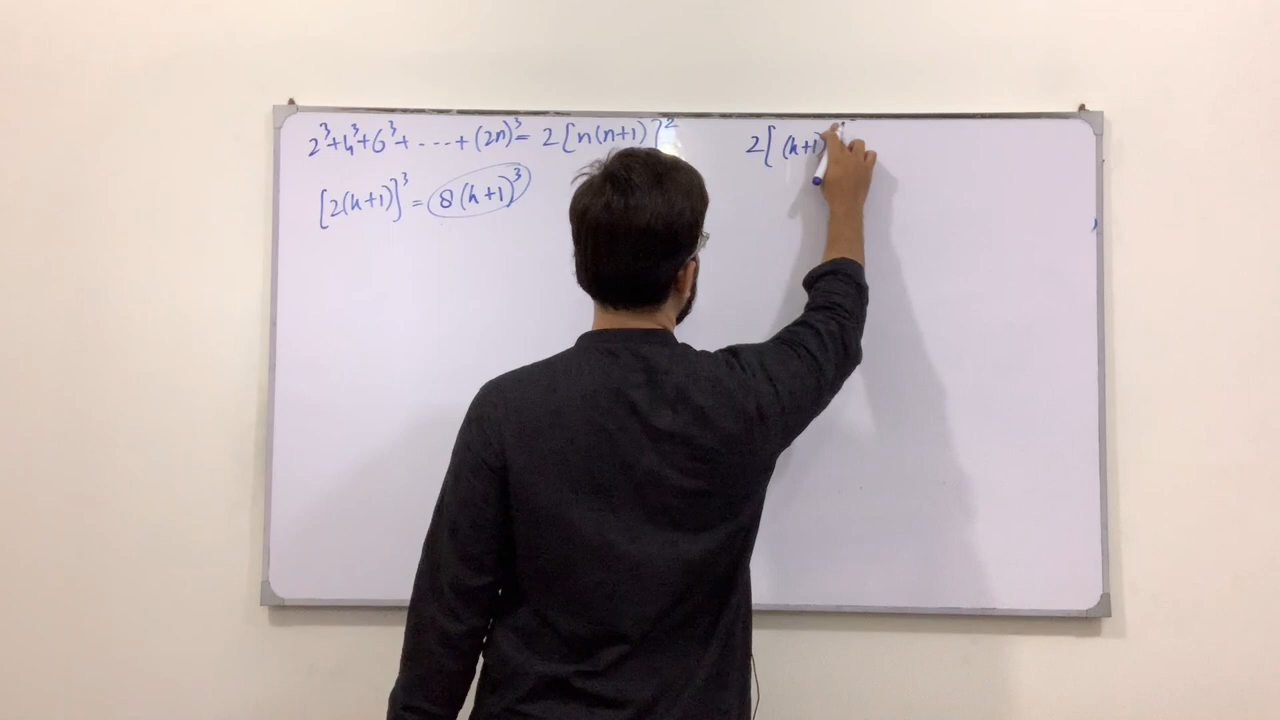 2³+4³+6³+ ....+(2n)³= 2[n(n+1)]²
2[(k+1)
[2(k+1)]³ = 8(k+1)³